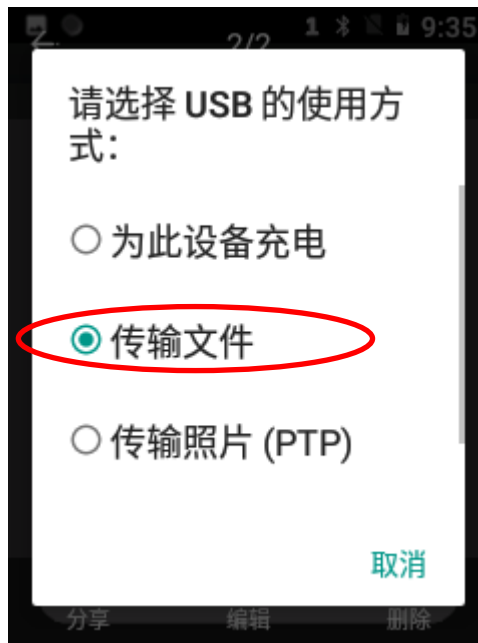 2/2
1
9:35
请选择 USB 的使用方
式：
为此设备充电
传输文件
传输照片 (PTP)
取消
分享
编辑
删除